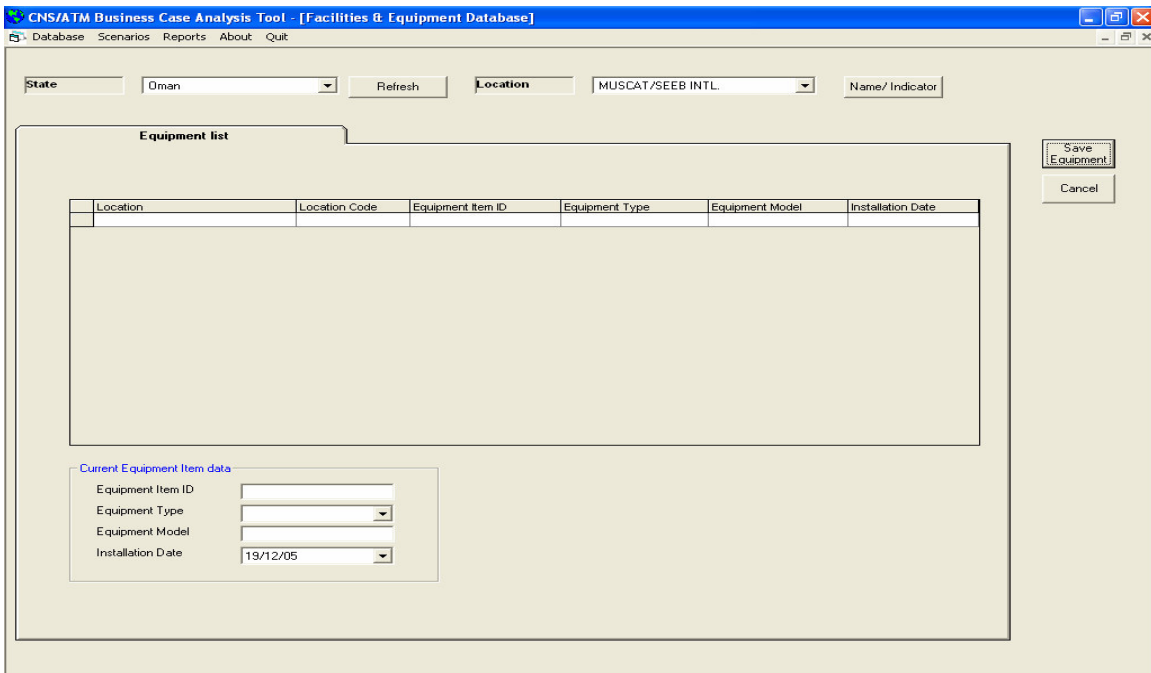 CNS/ATM Business Case Analysis Tool - [Facilities & Equipment Database]
Database Scenarios Reports About Quit
State Oman Refresh Location MUSCAT/SEEB INTL. Name/ Indicator
Equipment list
Save
Equipment
Cancel
Location Location Code Equipment Item ID Equipment Type Equipment Model Installation Date
Current Equipment Item data
Equipment Item ID
Equipment Type
Equipment Model
Installation Date 19/12/05